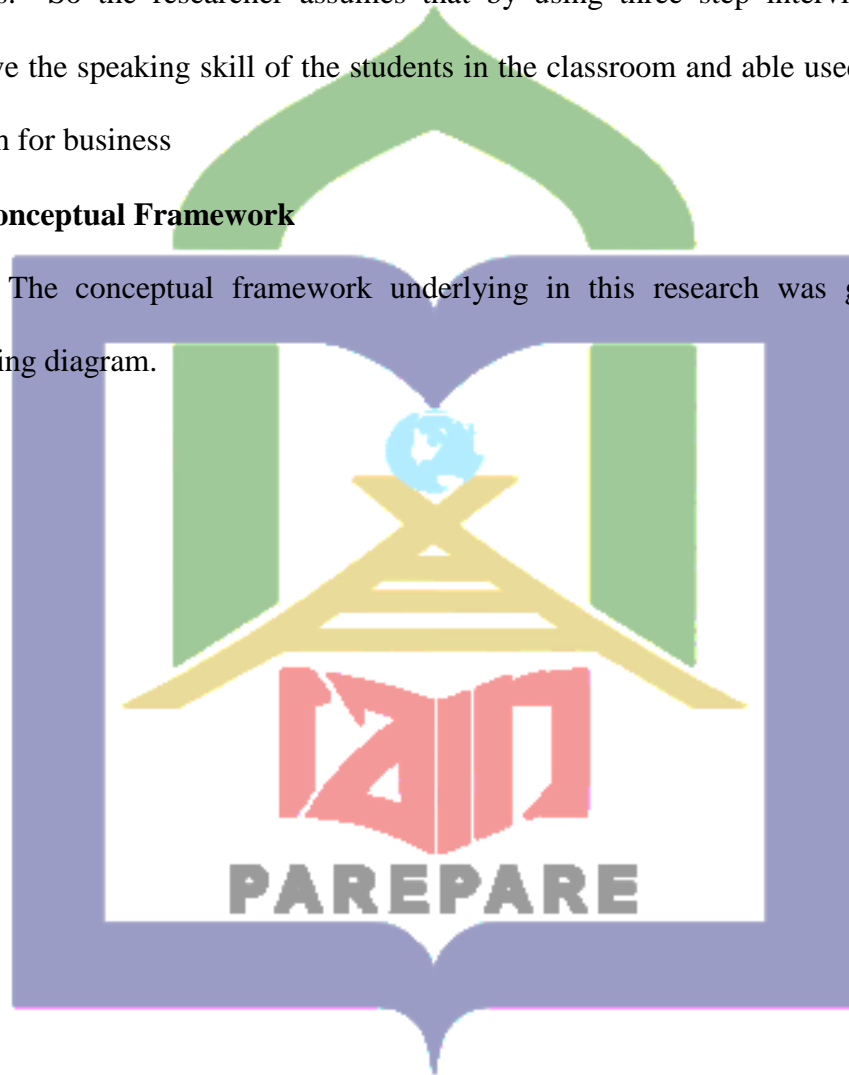 s. So the researcher assumes that by using three step intervi
ve the speaking skill of the students in the classroom and able used
n for business
onceptual Framework
The conceptual framework underlying in this research was g
ing diagram.
iain
PAREPARE